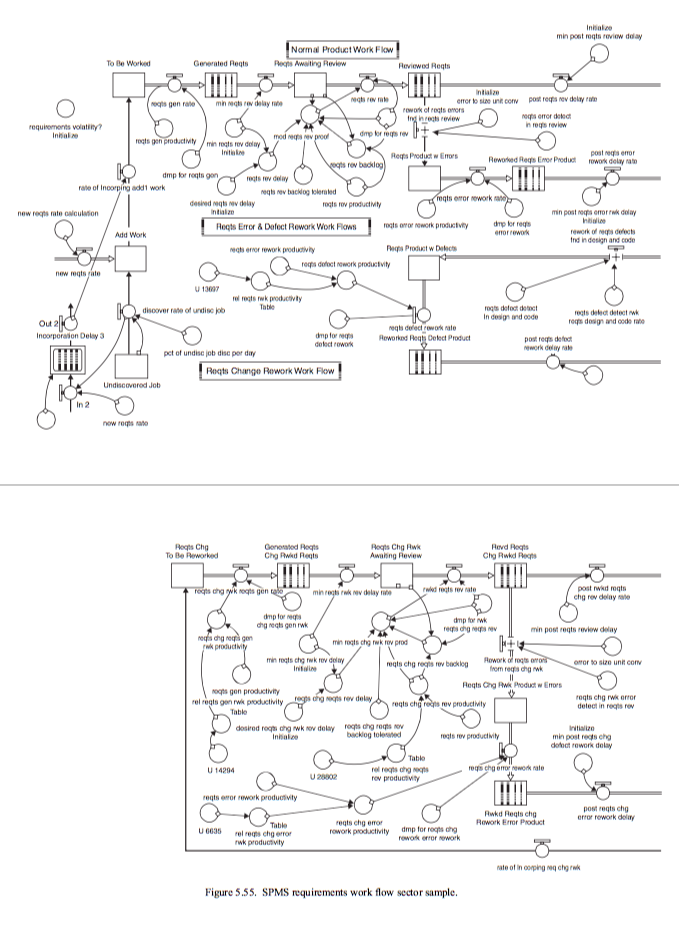 Initialize
min post reqts review delay
Normal Product Work Flow
To Be Worked
Generated Reqts
Reqts Awaiting Review
Reviewed Reqts
Initialize
error to size unit conv
reqts gen rate
min reqts rev delay rate
reqts rev rate
post reqts rev delay rate
rework of reqts errors
fnd in reqts review
reqts error detect
in reqts review
requirements volatility?
Initialize
reqts gen productivity
min reqts rev delay
Initialize
mod reqts rev prod
dmp for reqts rev
Reqts Product w Errors
post reqts error
rework delay rate
Reworked Reqts Error Product
dmp for reqts gen
reqts rev delay
reqts rev backlog
rate of Incorping add1 work
reqts rev backlog tolerated
reqts error rework rate
desired reqts rev delay
Initialize
reqts rev productivity
new reqts rate calculation
Reqts Error & Defect Rework Work Flows
reqts error rework productivity
dmp for reqts
error rework
min post reqts error rwk delay
Initialize
Add Work
rework of reqts defects
fnd in design and code
reqts error rework productivity
Reqts Product w Defects
reqts defect rework productivity
new reqts rate
U 13697
rel reqts rwk productivity
Table
discover rate of undisc job
Out 2
Incorporation Delay 3
dmp for reqts
defect rework
reqts defect rework rate
reqts defect detect
in design and code
reqts defect detect rwk
reqts design and code rate
Reworked Reqts Defect Product
post reqts defect
rework delay rate
pct of undisc job disc per day
Reqts Change Rework Work Flow
Undiscovered Job
In 2
new reqts rate
Reqts Chg
To Be Reworked
Generated Reqts
Chg Rwkd Reqts
Reqts Chg Rwk
Awaiting Review
Revd Reqts
Chg Rwkd Reqts
reqts chg rwk reqts gen rate
min reqts rwk rev delay rate
rwkd reqts rev rate
post rwkd reqts
chg rev delay rate
dmp for reqts
chg reqts gen rwk
dmp for rwk
reqts chg reqts rev
min post reqts review delay
reqts chg reqts gen
rwk productivity
min reqts chg rwk rev prod
min reqts chg rwk rev delay
Initialize
reqts chg reqts rev backlog
Rework of reqts errors
from reqts chg rwk
error to size unit conv
Reqts Chg Rwk Product w Errors
reqts gen productivity
rel reqts gen rwk productivity
Table
reqts chg reqts rev delay
reqts chg reqts rev productivity
reqts chg rwk error
detect in reqts rev
desired reqts chg rwk rev delay
Initialize
reqts chg reqts rev
backlog tolerated
reqts rev productivity
Initialize
min post reqts chg
defect rework delay
U 14294
U 28802
Table
rel reqts chg reqts
rev productivity
reqts chg error rework rate
reqts error rework productivity
U 6635
Table
rel reqts chg error
rwk productivity
reqts chg error
rework productivity
dmp for reqts chg
rework error rework
Rwkd Reqts chg
Rework Error Product
post reqts chg
error rework delay
rate of In corping req chg rwk
Figure 5.55. SPMS requirements work flow sector sample.